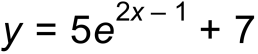 y = 5e^{2x – 1} + 7